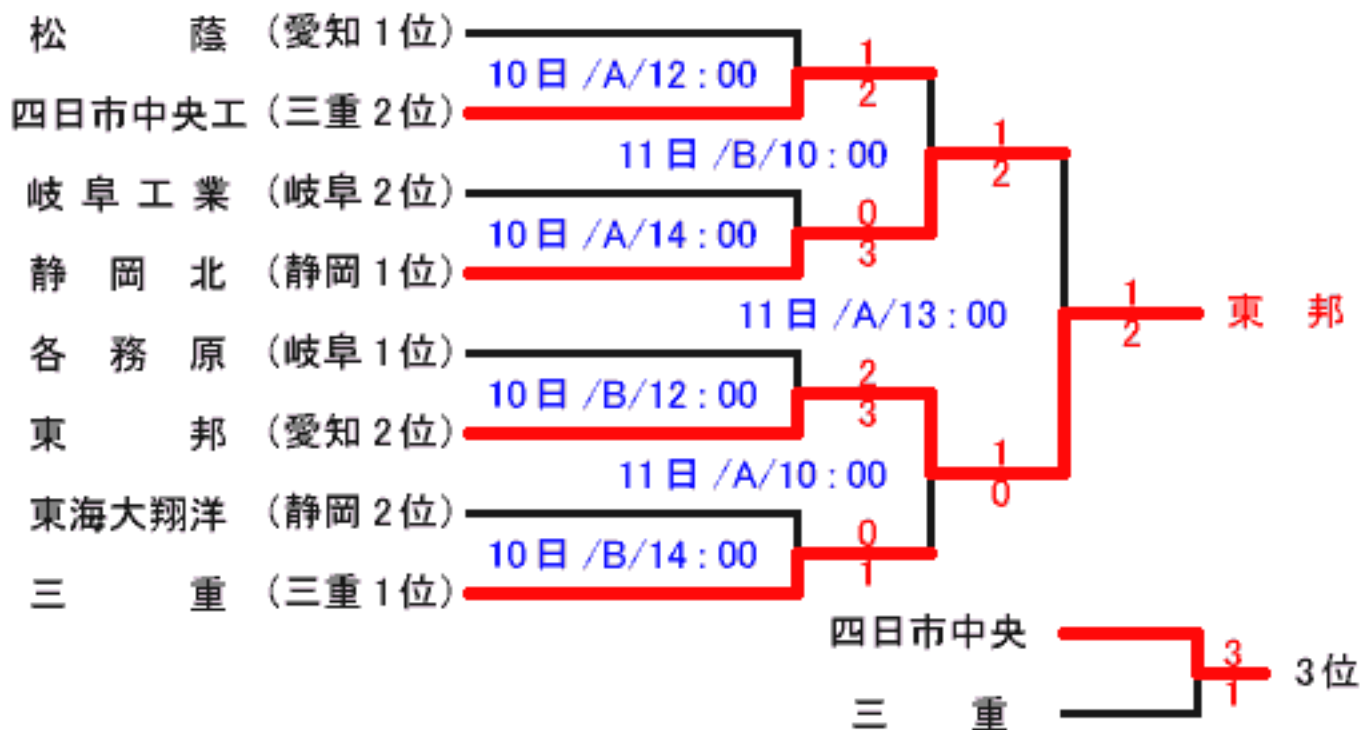 松蔭（愛知1位）
10日/A/12:00
1
2
四日市中央工（三重2位）
11日/B/10:00
1
2
岐阜工業（岐阜2位）
10日/A/14:00
0
3
静岡北（静岡1位）
11日/A/13:00
1
2
東邦
各務原（岐阜1位）
10日/B/12:00
2
3
東邦（愛知2位）
11日/A/10:00
1
0
東海大翔洋（静岡2位）
10日/B/14:00
0
1
三重（三重1位）
四日市中央
3
1
3位
三重